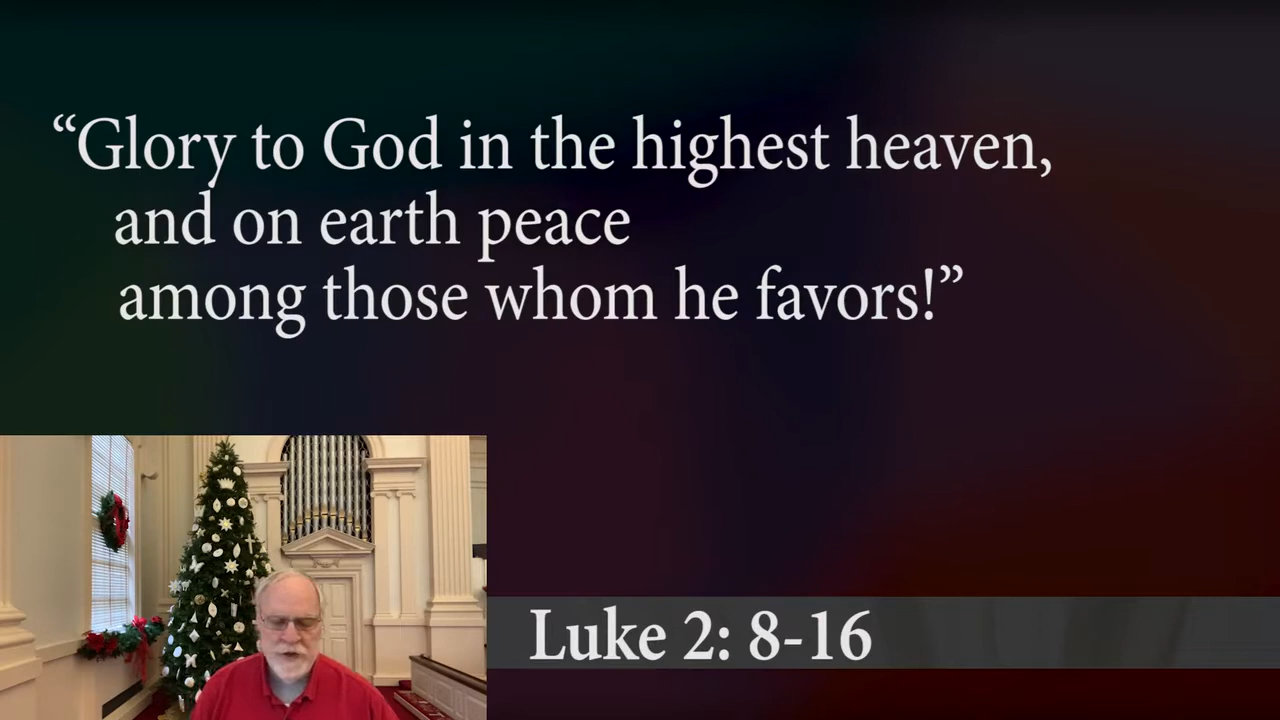 “Glory to God in the highest heaven,
and on earth peace
among those whom he favors!”
Luke 2: 8-16